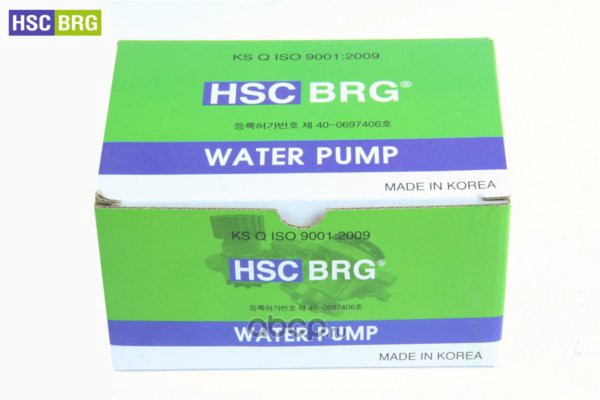 HSC BRG
KS Q ISO 9001:2009
HSC BRG®
등록허가번호 제 40-0697406호
WATER PUMP
MADE IN KOREA
KS Q ISO 9001:2009
HSC BRG®
등록허가번호 제 40-0697406호
WATER PUMP
MADE IN KOREA